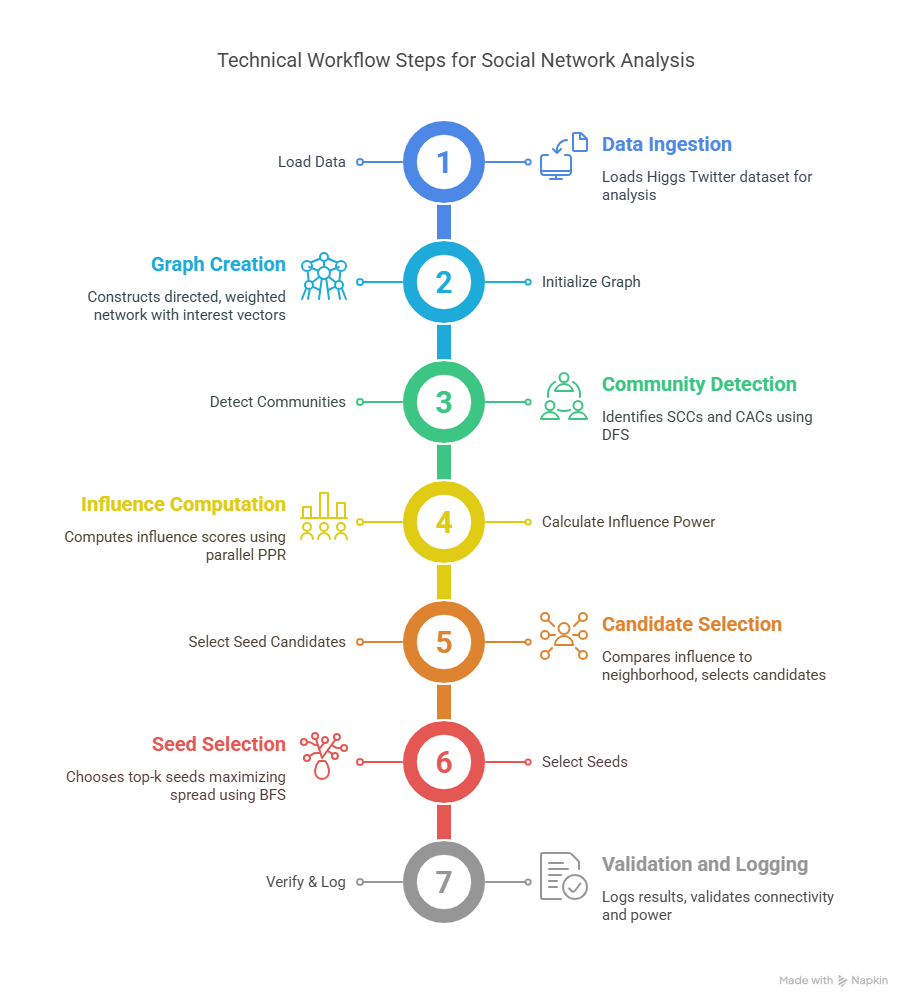 Technical Workflow Steps for Social Network Analysis
Load Data
1
Data Ingestion
Loads Higgs Twitter dataset for
analysis
Graph Creation
Constructs directed, weighted
network with interest vectors
2
Initialize Graph
Detect Communities
3
Community Detection
Identifies SCCs and CACs using
DFS
Influence Computation
Computes influence scores using
parallel PPR
4
Calculate Influence Power
Select Seed Candidates
5
Candidate Selection
Compares influence to
neighborhood, selects candidates
Seed Selection
Chooses top-k seeds maximizing
spread using BFS
6
Select Seeds
Verify & Log
7
Validation and Logging
Logs results, validates connectivity
and power
Made with Napkin